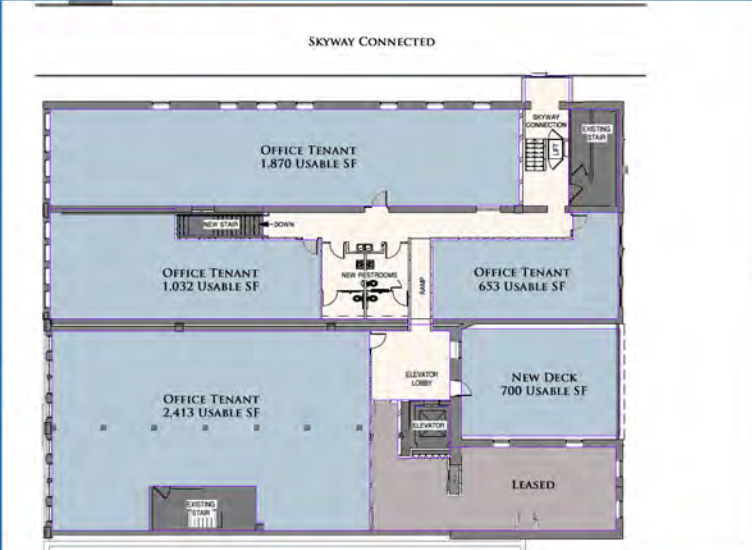 SKYWAY CONNECTED
SKYWAY
CONNECTION
EXISTING
STAIR
LIFT
OFFICE TENANT
1,870 USABLE SF
NEW STAIR
DOWN
OFFICE TENANT
1,032 USABLE SF
NEW RESTROOMS
RAMP
OFFICE TENANT
653 USABLE SF
ELEVATOR
LOBBY
NEW DECK
700 USABLE SF
OFFICE TENANT
2,413 USABLE SF
ELEVATOR
LEASED
EXISTING
STAIR